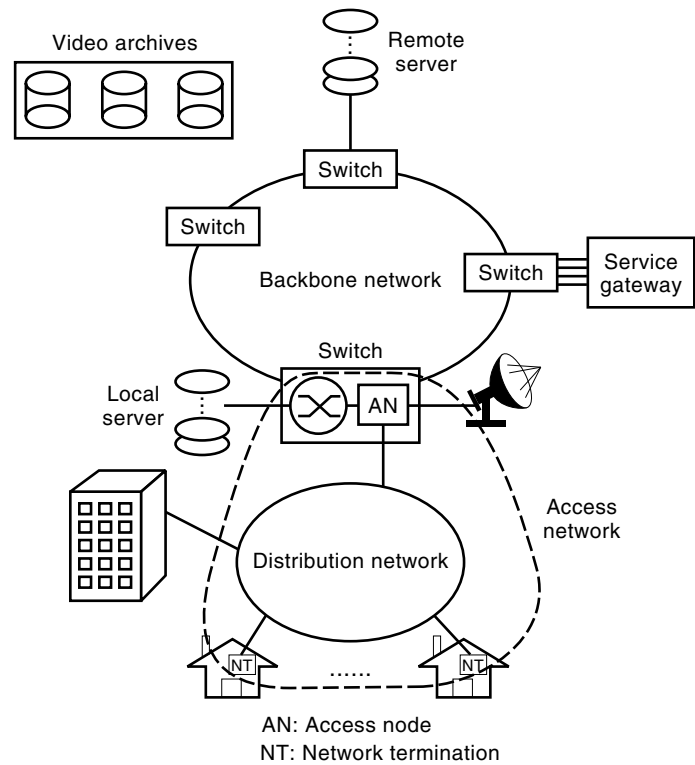 Video archives
Remote
server
Switch
Switch
Backbone network
Switch
Service
gateway
Switch
Local
server
AN
Access
network
Distribution network
NT
......
NT
AN: Access node
NT: Network termination